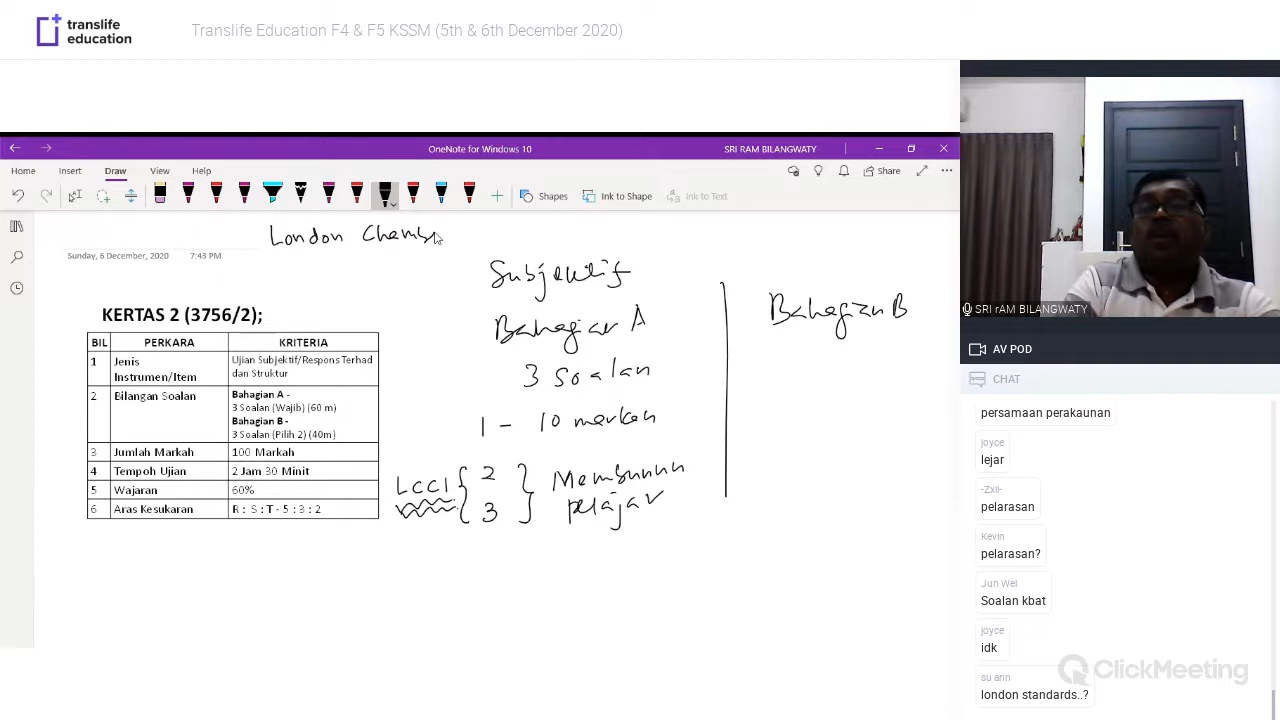 translife
education
Translife Education F4 & F5 KSSM (5th & 6th December 2020)
OneNote for Windows 10
SRI RAM BILANGWATY
Home Insert Draw View Help
Share
Shapes
Ink to Shape
Ink to Text
London Chamb
Sunday, 6 December, 2020 7:43 PM
Subjektif
Bahagian A
3 Soalan
1 - 10 markah
LCCI { 2
3 } Membunuh
pelajar
Bahagian B
KERTAS 2 (3756/2);
BIL PERKARA KRITERIA
1 Jenis Instrumen/Item Ujian Subjektif/Respons Terhad dan Struktur
2 Bilangan Soalan Bahagian A -
3 Soalan (Wajib) (60 m)
Bahagian B -
3 Soalan (Pilih 2) (40m)
3 Jumlah Markah 100 Markah
4 Tempoh Ujian 2 Jam 30 Minit
5 Wajaran 60%
6 Aras Kesukaran R : S : T - 5 : 3 : 2
SRI rAM BILANGWATY
AV POD
CHAT
persamaan perakaunan
joyce
lejar
-Zxii-
pelarasan
Kevin
pelarasan?
Jun Wei
Soalan kbat
joyce
idk
su ann
london standards..?
ClickMeeting